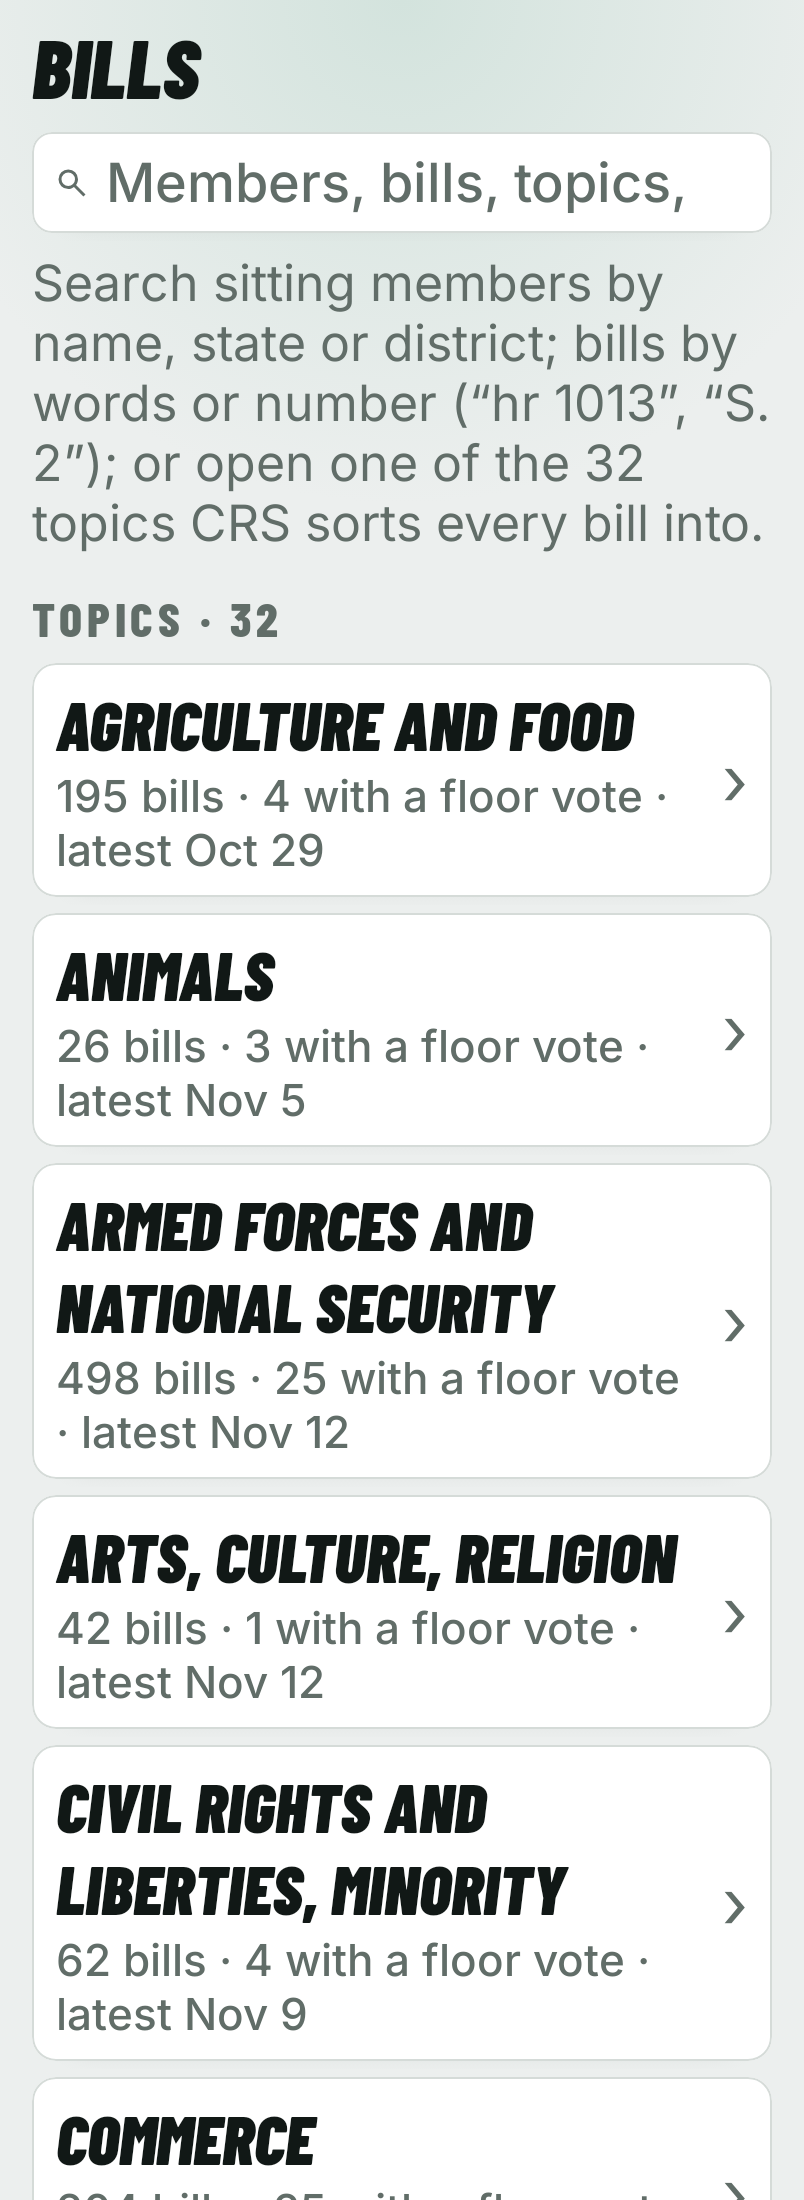 BILLS
Members, bills, topics,
Search sitting members by
name, state or district; bills by
words or number (“hr 1013”, “S.
2”); or open one of the 32
topics CRS sorts every bill into.
TOPICS · 32
AGRICULTURE AND FOOD
195 bills · 4 with a floor vote ·
latest Oct 29
ANIMALS
26 bills · 3 with a floor vote ·
latest Nov 5
ARMED FORCES AND
NATIONAL SECURITY
498 bills · 25 with a floor vote
· latest Nov 12
ARTS, CULTURE, RELIGION
42 bills · 1 with a floor vote ·
latest Nov 12
CIVIL RIGHTS AND
LIBERTIES, MINORITY
62 bills · 4 with a floor vote ·
latest Nov 9
COMMERCE